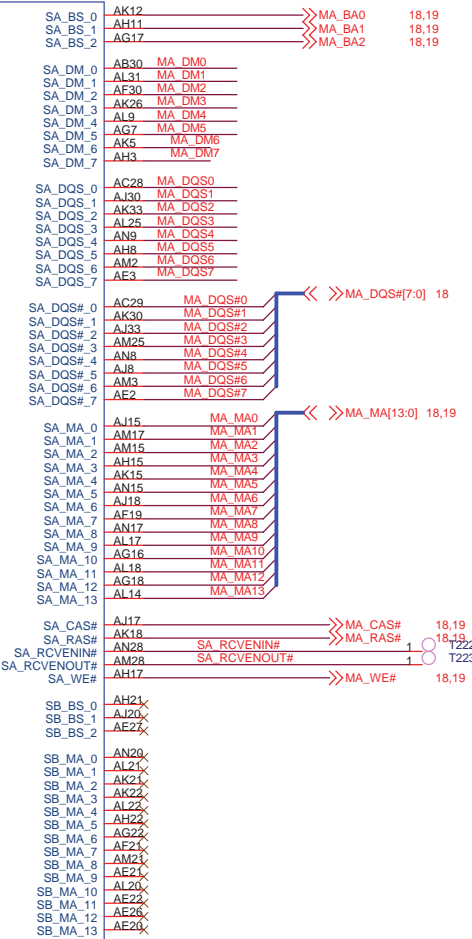 SA_BS_0 AK12 MA_BA0 18,19
SA_BS_1 AH11 MA_BA1 18,19
SA_BS_2 AG17 MA_BA2 18,19
SA_DM_0 AB30 MA_DM0
SA_DM_1 AL31 MA_DM1
SA_DM_2 AF30 MA_DM2
SA_DM_3 AK26 MA_DM3
SA_DM_4 AL9 MA_DM4
SA_DM_5 AG7 MA_DM5
SA_DM_6 AK5 MA_DM6
SA_DM_7 AH3 MA_DM7
SA_DQS_0 AC28 MA_DQS0
SA_DQS_1 AJ30 MA_DQS1
SA_DQS_2 AK33 MA_DQS2
SA_DQS_3 AL25 MA_DQS3
SA_DQS_4 AN9 MA_DQS4
SA_DQS_5 AH8 MA_DQS5
SA_DQS_6 AM2 MA_DQS6
SA_DQS_7 AE3 MA_DQS7
MA_DQS#[7:0] 18
SA_DQS#_0 AC29 MA_DQS#0
SA_DQS#_1 AK30 MA_DQS#1
SA_DQS#_2 AJ33 MA_DQS#2
SA_DQS#_3 AM25 MA_DQS#3
SA_DQS#_4 AN8 MA_DQS#4
SA_DQS#_5 AJ8 MA_DQS#5
SA_DQS#_6 AM3 MA_DQS#6
SA_DQS#_7 AE2 MA_DQS#7
MA_MA[13:0] 18,19
SA_MA_0 AJ15 MA_MA0
SA_MA_1 AM17 MA_MA1
SA_MA_2 AM15 MA_MA2
SA_MA_3 AH15 MA_MA3
SA_MA_4 AK15 MA_MA4
SA_MA_5 AN15 MA_MA5
SA_MA_6 AJ18 MA_MA6
SA_MA_7 AF19 MA_MA7
SA_MA_8 AN17 MA_MA8
SA_MA_9 AL17 MA_MA9
SA_MA_10 AG16 MA_MA10
SA_MA_11 AL18 MA_MA11
SA_MA_12 AG18 MA_MA12
SA_MA_13 AL14 MA_MA13
SA_CAS# AJ17 MA_CAS# 18,19
SA_RAS# AK18 MA_RAS# 18,19
SA_RCVENIN# AN28 SA_RCVENIN# 1 T222
SA_RCVENOUT# AM28 SA_RCVENOUT# 1 T223
SA_WE# AH17 MA_WE# 18,19
SB_BS_0 AH21
SB_BS_1 AJ20
SB_BS_2 AE27
SB_MA_0 AN20
SB_MA_1 AL21
SB_MA_2 AK21
SB_MA_3 AK22
SB_MA_4 AL22
SB_MA_5 AH22
SB_MA_6 AG22
SB_MA_7 AF21
SB_MA_8 AM21
SB_MA_9 AE21
SB_MA_10 AL20
SB_MA_11 AE22
SB_MA_12 AE26
SB_MA_13 AE20